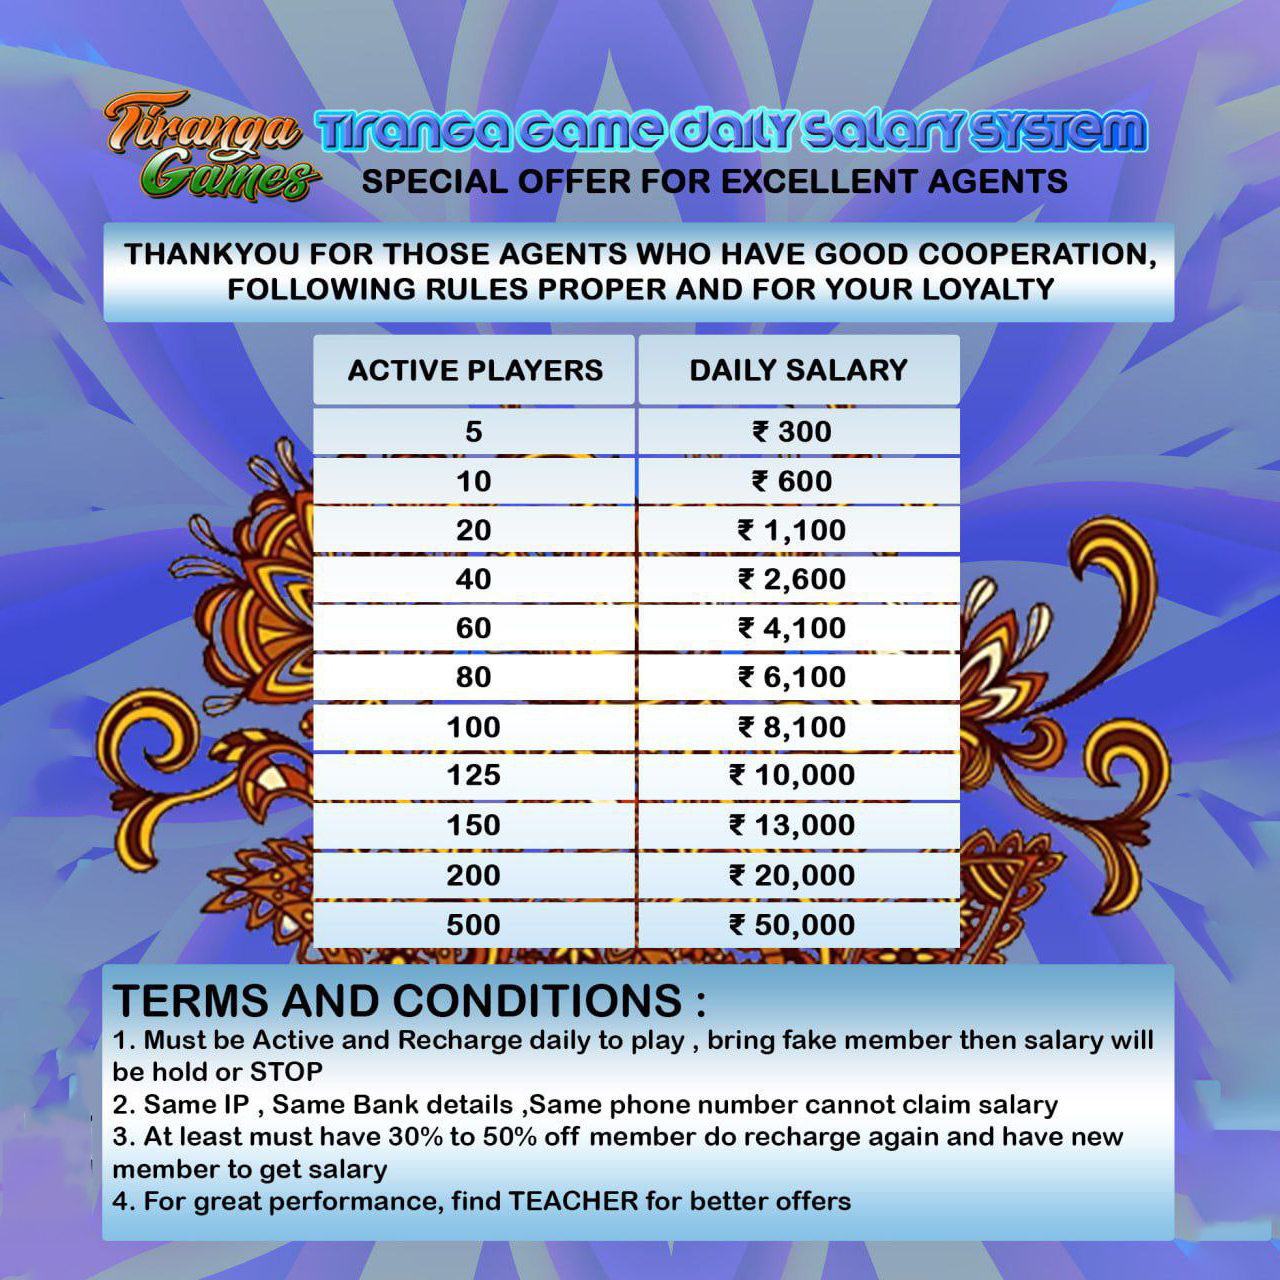 Tiranga
Games
Tiranga Game daily salary system
SPECIAL OFFER FOR EXCELLENT AGENTS
THANKYOU FOR THOSE AGENTS WHO HAVE GOOD COOPERATION,
FOLLOWING RULES PROPER AND FOR YOUR LOYALTY
ACTIVE PLAYERS DAILY SALARY
5 ₹ 300
10 ₹ 600
20 ₹ 1,100
40 ₹ 2,600
60 ₹ 4,100
80 ₹ 6,100
100 ₹ 8,100
125 ₹ 10,000
150 ₹ 13,000
200 ₹ 20,000
500 ₹ 50,000
TERMS AND CONDITIONS :
1. Must be Active and Recharge daily to play , bring fake member then salary will
be hold or STOP
2. Same IP , Same Bank details ,Same phone number cannot claim salary
3. At least must have 30% to 50% off member do recharge again and have new
member to get salary
4. For great performance, find TEACHER for better offers